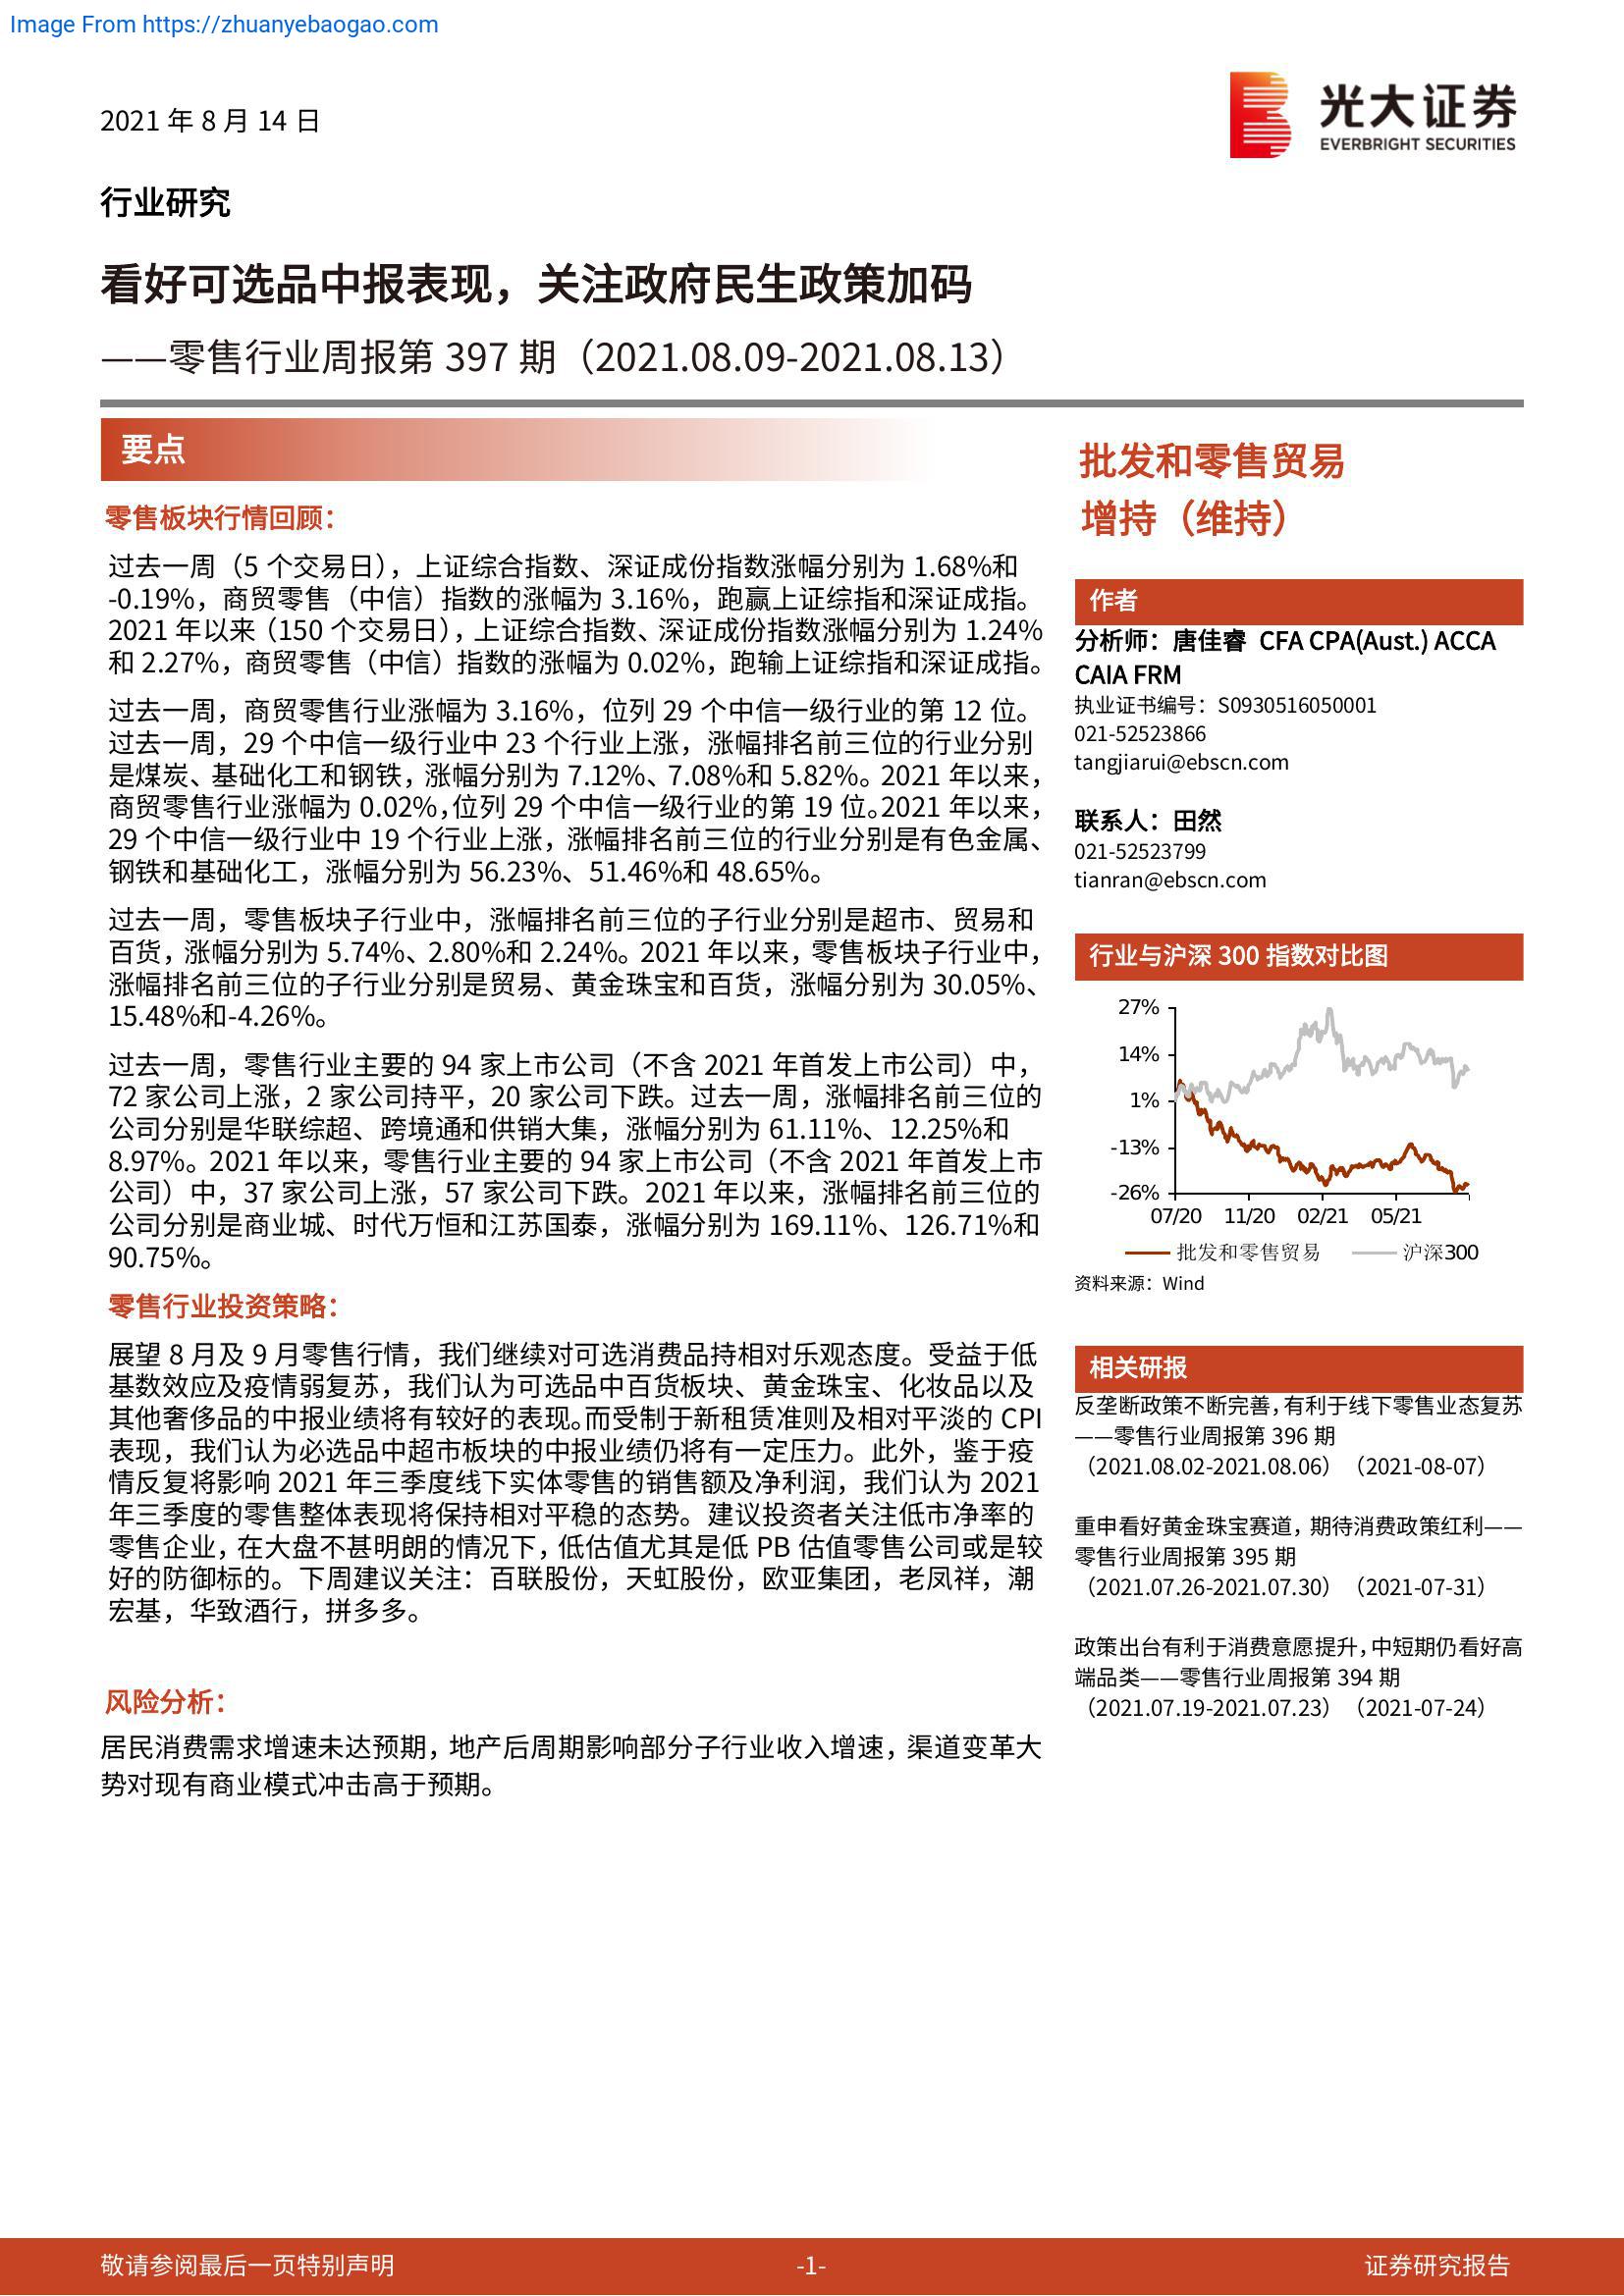 Image From https://zhuanyebaogao.com
2021 年 8 月 14 日
光大证券
EVERBRIGHT SECURITIES
行业研究
看好可选品中报表现，关注政府民生政策加码
——零售行业周报第 397 期（2021.08.09-2021.08.13）
要点
零售板块行情回顾：
过去一周（5 个交易日），上证综合指数、深证成份指数涨幅分别为 1.68%和
-0.19%，商贸零售（中信）指数的涨幅为 3.16%，跑赢上证综指和深证成指。
2021 年以来（150 个交易日），上证综合指数、深证成份指数涨幅分别为 1.24%
和 2.27%，商贸零售（中信）指数的涨幅为 0.02%，跑输上证综指和深证成指。
过去一周，商贸零售行业涨幅为 3.16%，位列 29 个中信一级行业的第 12 位。
过去一周，29 个中信一级行业中 23 个行业上涨，涨幅排名前三位的行业分别
是煤炭、基础化工和钢铁，涨幅分别为 7.12%、7.08%和 5.82%。2021 年以来，
商贸零售行业涨幅为 0.02%，位列 29 个中信一级行业的第 19 位。2021 年以来，
29 个中信一级行业中 19 个行业上涨，涨幅排名前三位的行业分别是有色金属、
钢铁和基础化工，涨幅分别为 56.23%、51.46%和 48.65%。
过去一周，零售板块子行业中，涨幅排名前三位的子行业分别是超市、贸易和
百货，涨幅分别为 5.74%、2.80%和 2.24%。2021 年以来，零售板块子行业中，
涨幅排名前三位的子行业分别是贸易、黄金珠宝和百货，涨幅分别为 30.05%、
15.48%和-4.26%。
过去一周，零售行业主要的 94 家上市公司（不含 2021 年首发上市公司）中，
72 家公司上涨，2 家公司持平，20 家公司下跌。过去一周，涨幅排名前三位的
公司分别是华联综超、跨境通和供销大集，涨幅分别为 61.11%、12.25%和
8.97%。2021 年以来，零售行业主要的 94 家上市公司（不含 2021 年首发上市
公司）中，37 家公司上涨，57 家公司下跌。2021 年以来，涨幅排名前三位的
公司分别是商业城、时代万恒和江苏国泰，涨幅分别为 169.11%、126.71%和
90.75%。
零售行业投资策略：
展望 8 月及 9 月零售行情，我们继续对可选消费品持相对乐观态度。受益于低
基数效应及疫情弱复苏，我们认为可选品中百货板块、黄金珠宝、化妆品以及
其他奢侈品的中报业绩将有较好的表现。而受制于新租赁准则及相对平淡的 CPI
表现，我们认为必选品中超市板块的中报业绩仍将有一定压力。此外，鉴于疫
情反复将影响 2021 年三季度线下实体零售的销售额及净利润，我们认为 2021
年三季度的零售整体表现将保持相对平稳的态势。建议投资者关注低市净率的
零售企业，在大盘不甚明朗的情况下，低估值尤其是低 PB 估值零售公司或是较
好的防御标的。下周建议关注：百联股份，天虹股份，欧亚集团，老凤祥，潮
宏基，华致酒行，拼多多。
风险分析：
居民消费需求增速未达预期，地产后周期影响部分子行业收入增速，渠道变革大
势对现有商业模式冲击高于预期。
批发和零售贸易
增持（维持）
作者
分析师：唐佳睿 CFA CPA(Aust.) ACCA
CAIA FRM
执业证书编号：S0930516050001
021-52523866
tangjiarui@ebscn.com
联系人：田然
021-52523799
tianran@ebscn.com
行业与沪深 300 指数对比图
27%
14%
1%
-13%
-26%
07/20 11/20 02/21 05/21
批发和零售贸易 沪深300
资料来源：Wind
相关研报
反垄断政策不断完善，有利于线下零售业态复苏
——零售行业周报第 396 期
（2021.08.02-2021.08.06）（2021-08-07）
重申看好黄金珠宝赛道，期待消费政策红利——
零售行业周报第 395 期
（2021.07.26-2021.07.30）（2021-07-31）
政策出台有利于消费意愿提升，中短期仍看好高
端品类——零售行业周报第 394 期
（2021.07.19-2021.07.23）（2021-07-24）
敬请参阅最后一页特别声明 -1- 证券研究报告